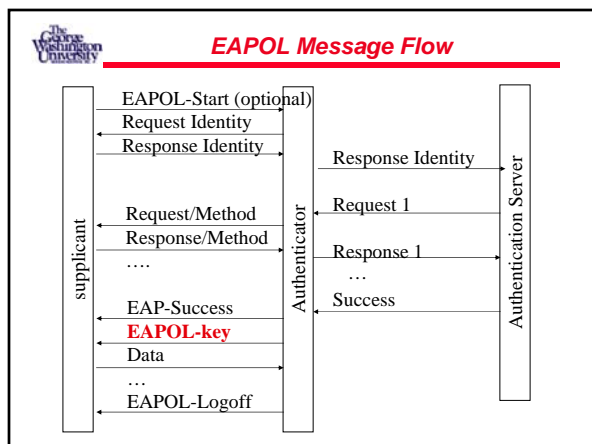 The
George
Washington
University
EAPOL Message Flow
EAPOL-Start (optional)
Request Identity
Response Identity
Response Identity
Request 1
Request/Method
Response/Method
….
Response 1
…
Success
EAP-Success
EAPOL-key
Data
…
EAPOL-Logoff
supplicant
Authenticator
Authentication Server